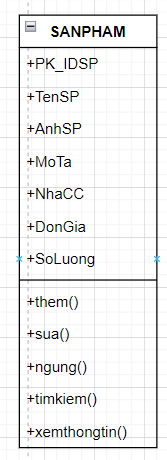 SANPHAM
+PK_IDSP
+TenSP
+AnhSP
+MoTa
+NhaCC
+DonGia
+SoLuong
+them()
+sua()
+ngung()
+timkiem()
+xemthongtin()